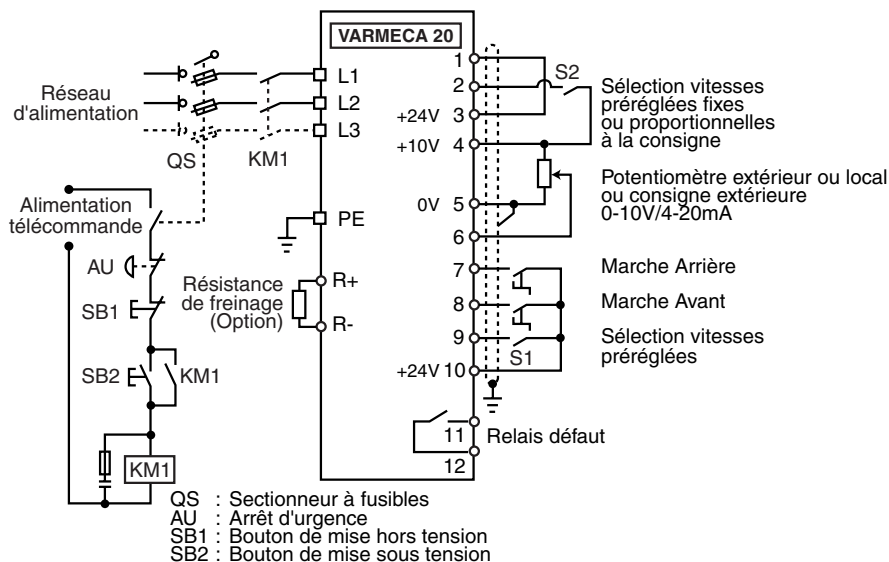 VARMECA 20
1
2
+24V 3
+10V 4
0V 5
6
7
8
9
+24V 10
11
12
L1
L2
L3
PE
R+
R-
Réseau
d'alimentation
QS
KM1
Alimentation
télécommande
AU
SB1
SB2
KM1
KM1
Résistance
de freinage
(Option)
S2
Sélection vitesses
préréglées fixes
ou proportionnelles
à la consigne
Potentiomètre extérieur ou local
ou consigne extérieure
0-10V/4-20mA
Marche Arrière
Marche Avant
S1
Sélection vitesses
préréglées
Relais défaut
QS : Sectionneur à fusibles
AU : Arrêt d'urgence
SB1 : Bouton de mise hors tension
SB2 : Bouton de mise sous tension